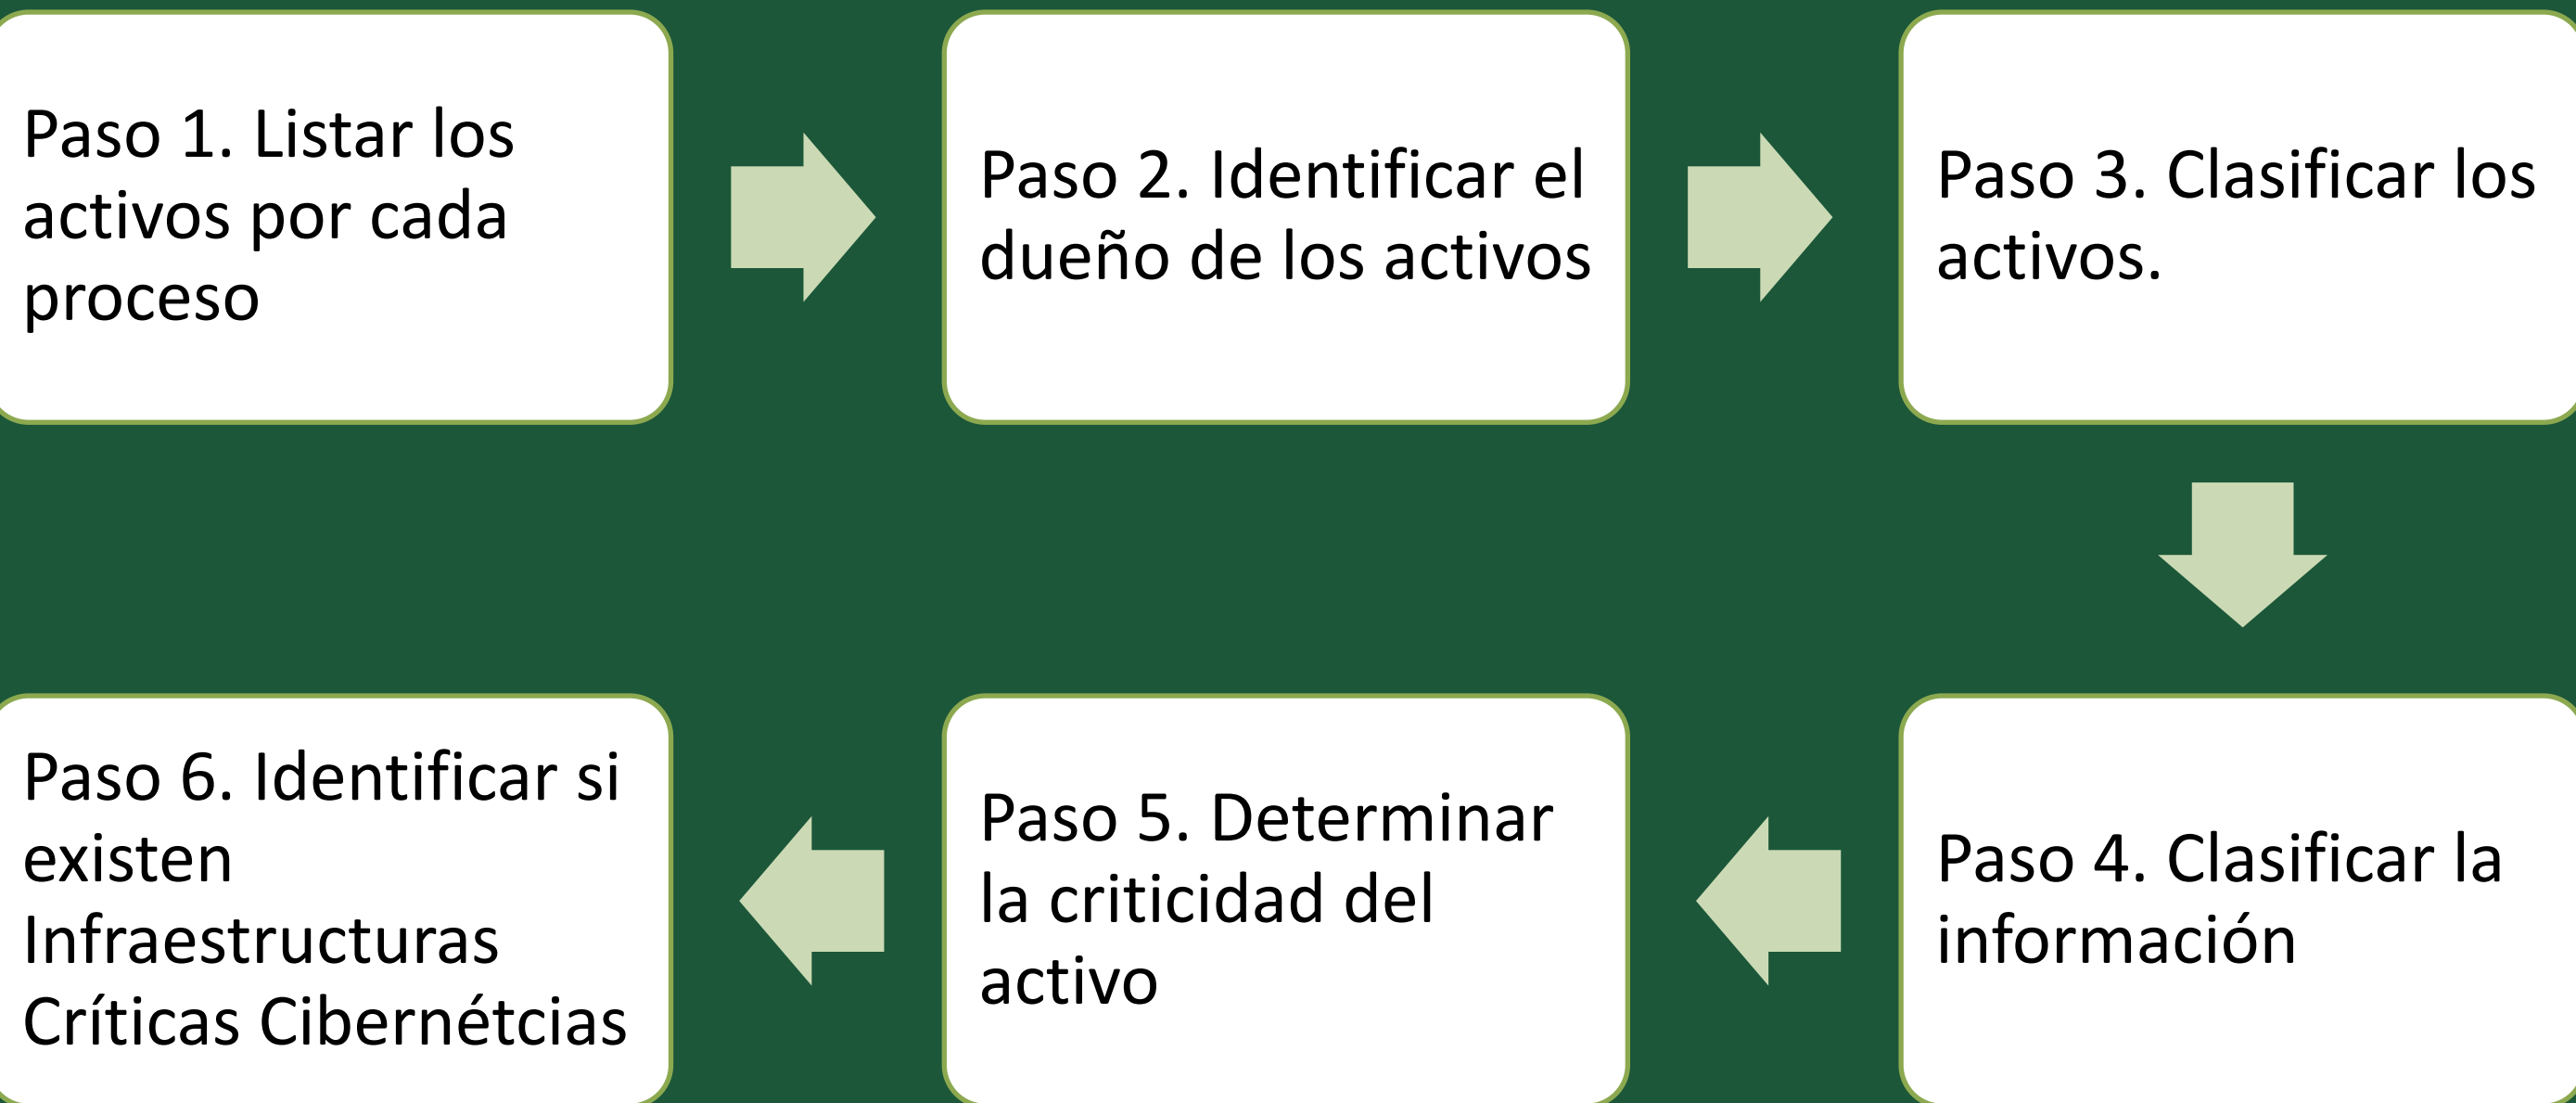 Paso 1. Listar los
activos por cada
proceso
Paso 2. Identificar el
dueño de los activos
Paso 3. Clasificar los
activos.
Paso 4. Clasificar la
información
Paso 5. Determinar
la criticidad del
activo
Paso 6. Identificar si
existen
Infraestructuras
Críticas Cibernétcias